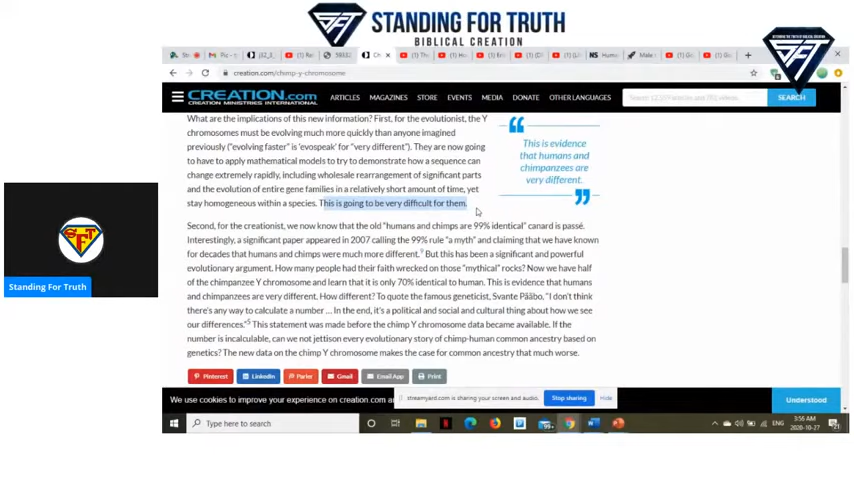 STANDING FOR TRUTH
BIBLICAL CREATION
SFT
creation.com/chimp-y-chromosome
CREATION.com
CREATION MINISTRIES INTERNATIONAL
ARTICLES MAGAZINES STORE EVENTS MEDIA DONATE OTHER LANGUAGES
SEARCH
What are the implications of this new information? First, for the evolutionist, the Y
chromosomes must be evolving much more quickly than anyone imagined
previously ("evolving faster" is 'evospeak' for "very different"). They are now going
to have to apply mathematical models to try to demonstrate how a sequence can
change extremely rapidly, including wholesale rearrangement of significant parts
and the evolution of entire gene families in a relatively short amount of time, yet
stay homogeneous within a species. This is going to be very difficult for them.
This is evidence
that humans and
chimpanzees are
very different.
Second, for the creationist, we now know that the old "humans and chimps are 99% identical" canard is passé.
Interestingly, a significant paper appeared in 2007 calling the 99% rule "a myth" and claiming that we have known
for decades that humans and chimps were much more different.9 But this has been a significant and powerful
evolutionary argument. How many people had their faith wrecked on those "mythical" rocks? Now we have half
of the chimpanzee Y chromosome and learn that it is only 70% identical to human. This is evidence that humans
and chimpanzees are very different. How different? To quote the famous geneticist, Svante Pääbo, "I don't think
there's any way to calculate a number … In the end, it's a political and social and cultural thing about how we see
our differences."5 This statement was made before the chimp Y chromosome data became available. If the
number is incalculable, can we not jettison every evolutionary story of chimp-human common ancestry based on
genetics? The new data on the chimp Y chromosome makes the case for common ancestry that much worse.
Pinterest LinkedIn Parler Gmail Email App Print
We use cookies to improve your experience on creation.com
streamyard.com is sharing your screen and audio. Stop sharing Hide
Understood
SFT
Standing For Truth
Type here to search
99+
ENG
3:55 AM
2020-10-27
21